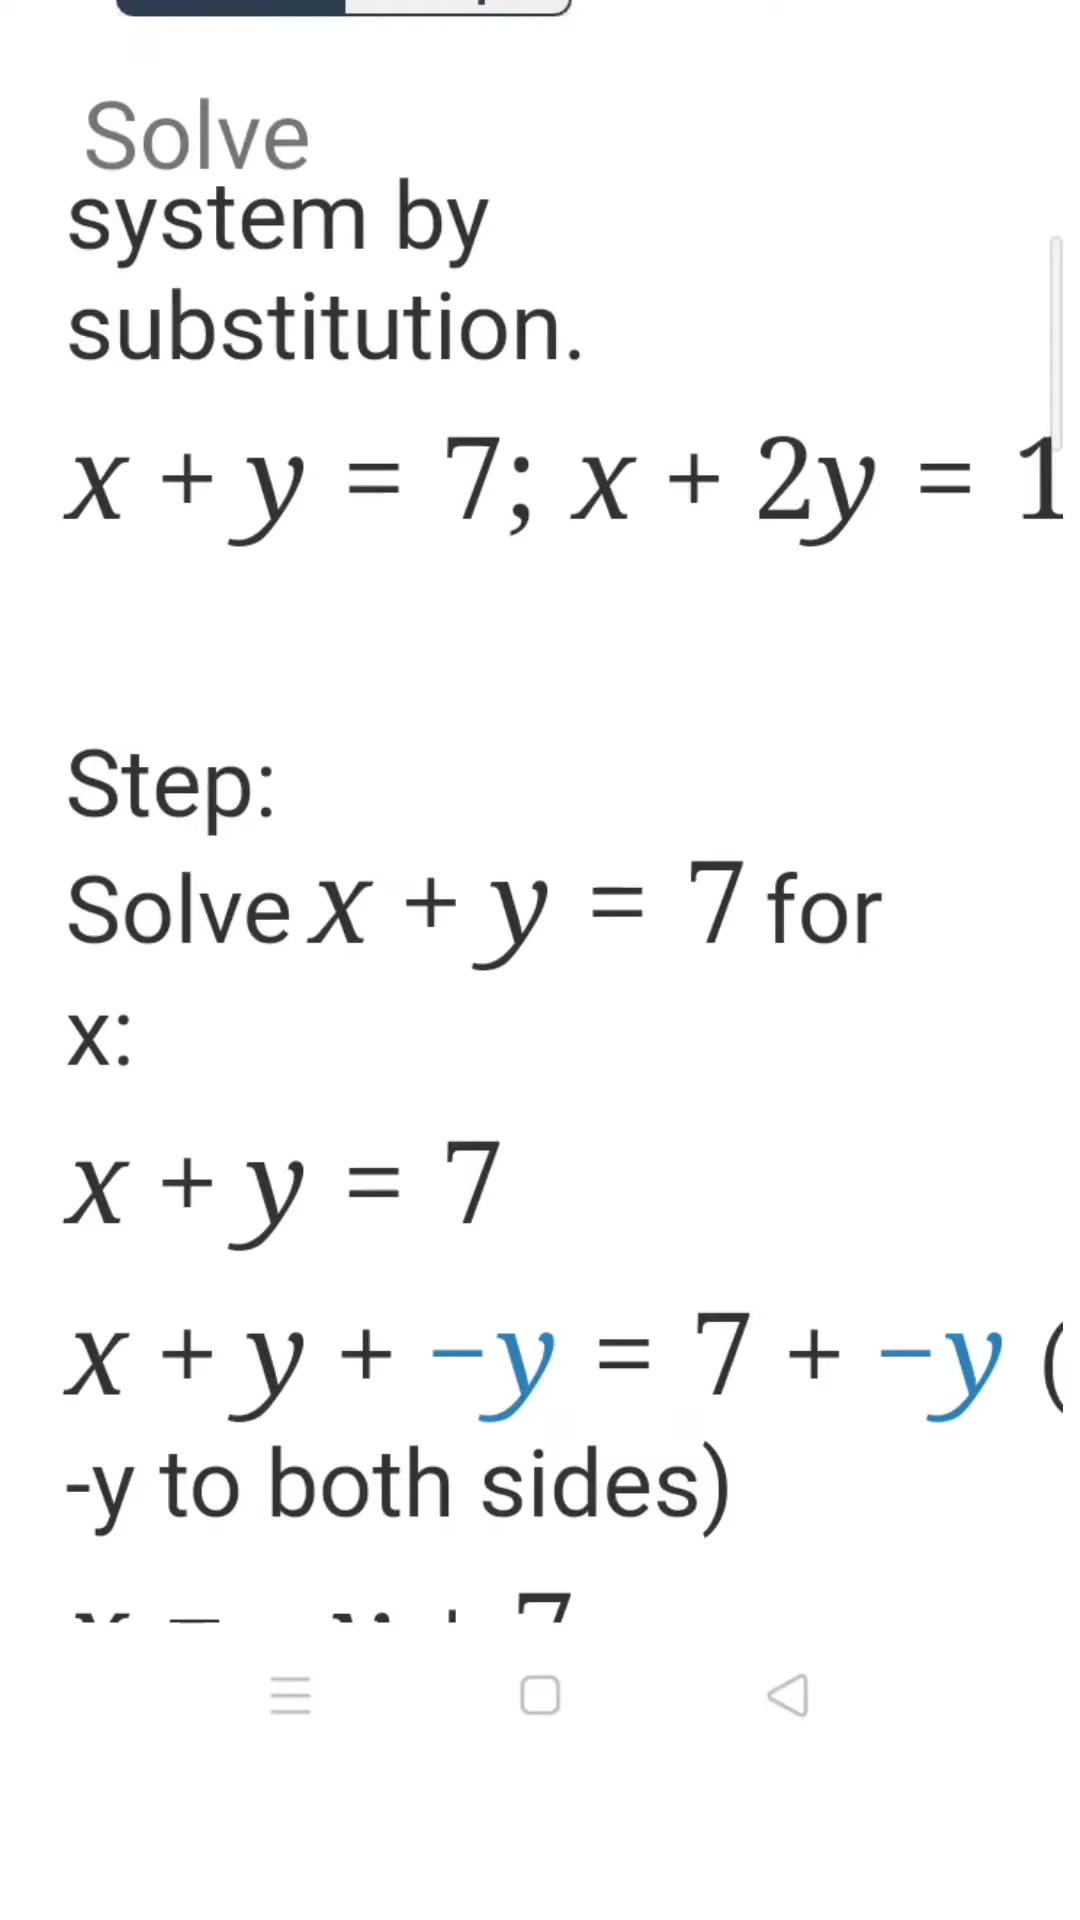 Solve
system by
substitution.
x + y = 7; x + 2y = 1
Step:
Solve x + y = 7 for
x:
x + y = 7
x + y + −y = 7 + −y (
-y to both sides)